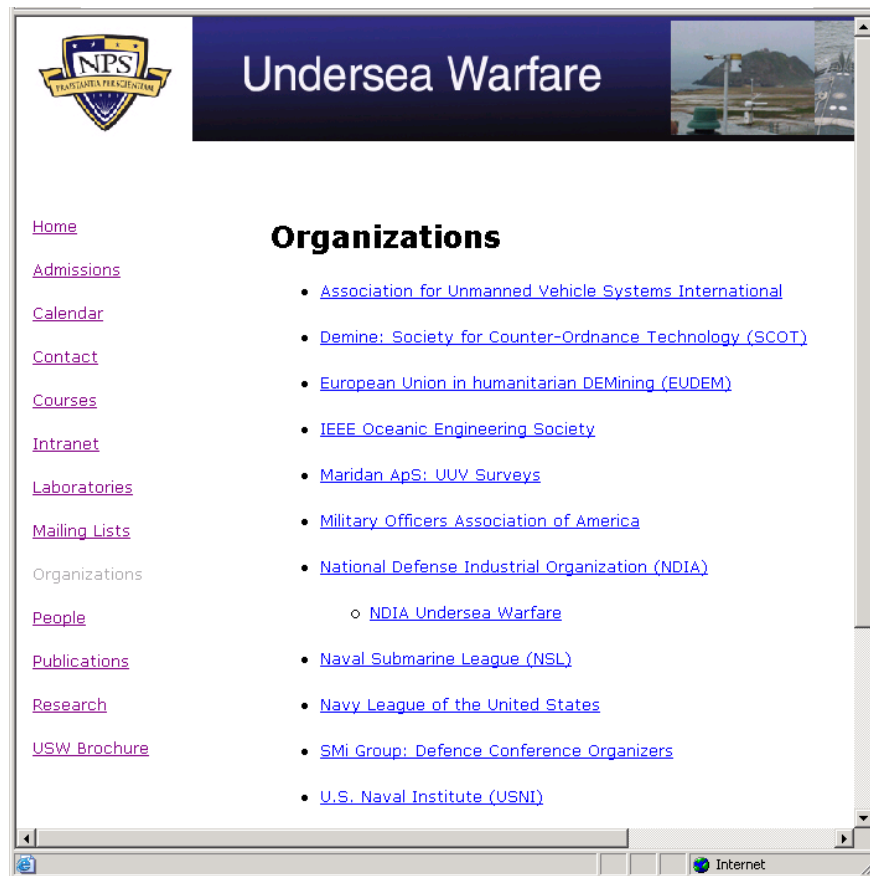 NPS
PRAESTANTIA PER SCIENTIAM
Undersea Warfare
Home
Admissions
Calendar
Contact
Courses
Intranet
Laboratories
Mailing Lists
Organizations
People
Publications
Research
USW Brochure
Organizations
Association for Unmanned Vehicle Systems International
Demine: Society for Counter-Ordnance Technology (SCOT)
European Union in humanitarian DEMining (EUDEM)
IEEE Oceanic Engineering Society
Maridan ApS: UUV Surveys
Military Officers Association of America
National Defense Industrial Organization (NDIA)
NDIA Undersea Warfare
Naval Submarine League (NSL)
Navy League of the United States
SMi Group: Defence Conference Organizers
U.S. Naval Institute (USNI)
Internet